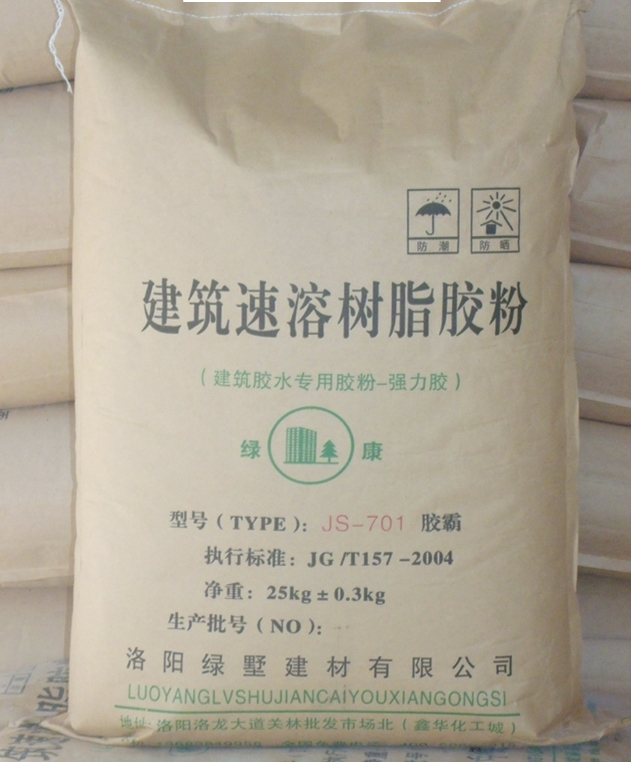 防潮 防晒
建筑速溶树脂胶粉
（建筑胶水专用胶粉-强力胶）
绿 康
型号（TYPE）：JS-701 胶霸
执行标准：JG/T157-2004
净重：25kg±0.3kg
生产批号（NO）：
洛阳绿墅建材有限公司
LUOYANGLVSHUJIANCAIYOUXIANGONGSI
地址：洛阳洛龙大道关林批发市场北（鑫华化工城）